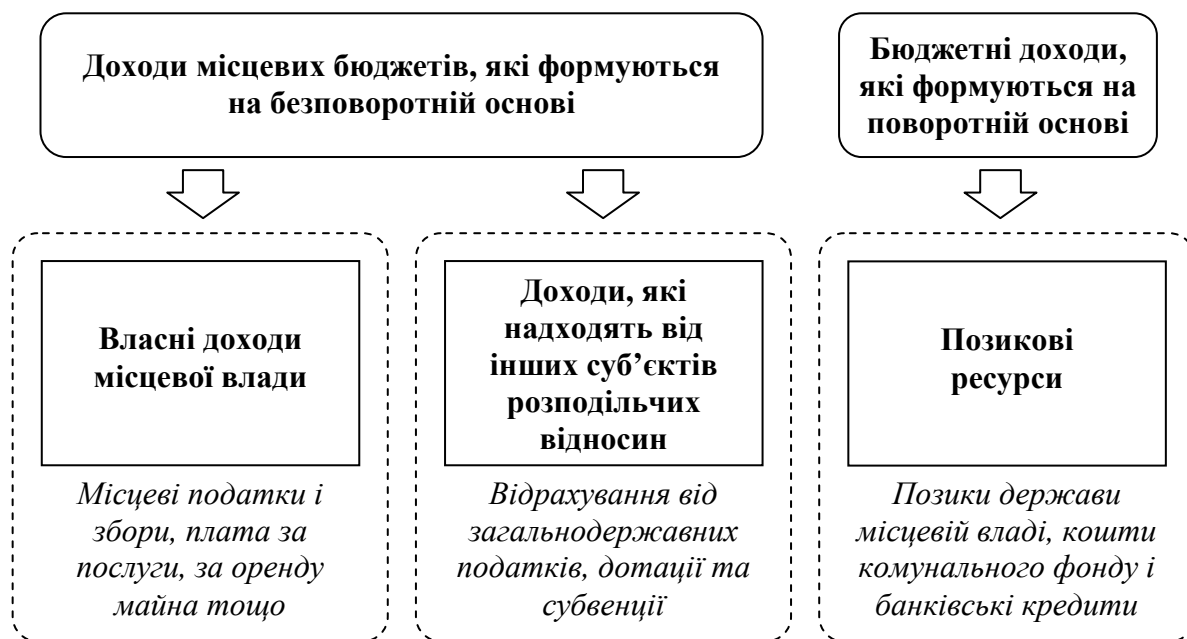 Доходи місцевих бюджетів, які формуються
на безповоротній основі
Бюджетні доходи,
які формуються на
поворотній основі
Власні доходи
місцевої влади
Місцеві податки і
збори, плата за
послуги, за оренду
майна тощо
Доходи, які
надходять від
інших суб’єктів
розподільчих
відносин
Відрахування від
загальнодержавних
податків, дотації та
субвенції
Позикові
ресурси
Позики держави
місцевій владі, кошти
комунального фонду і
банківські кредити